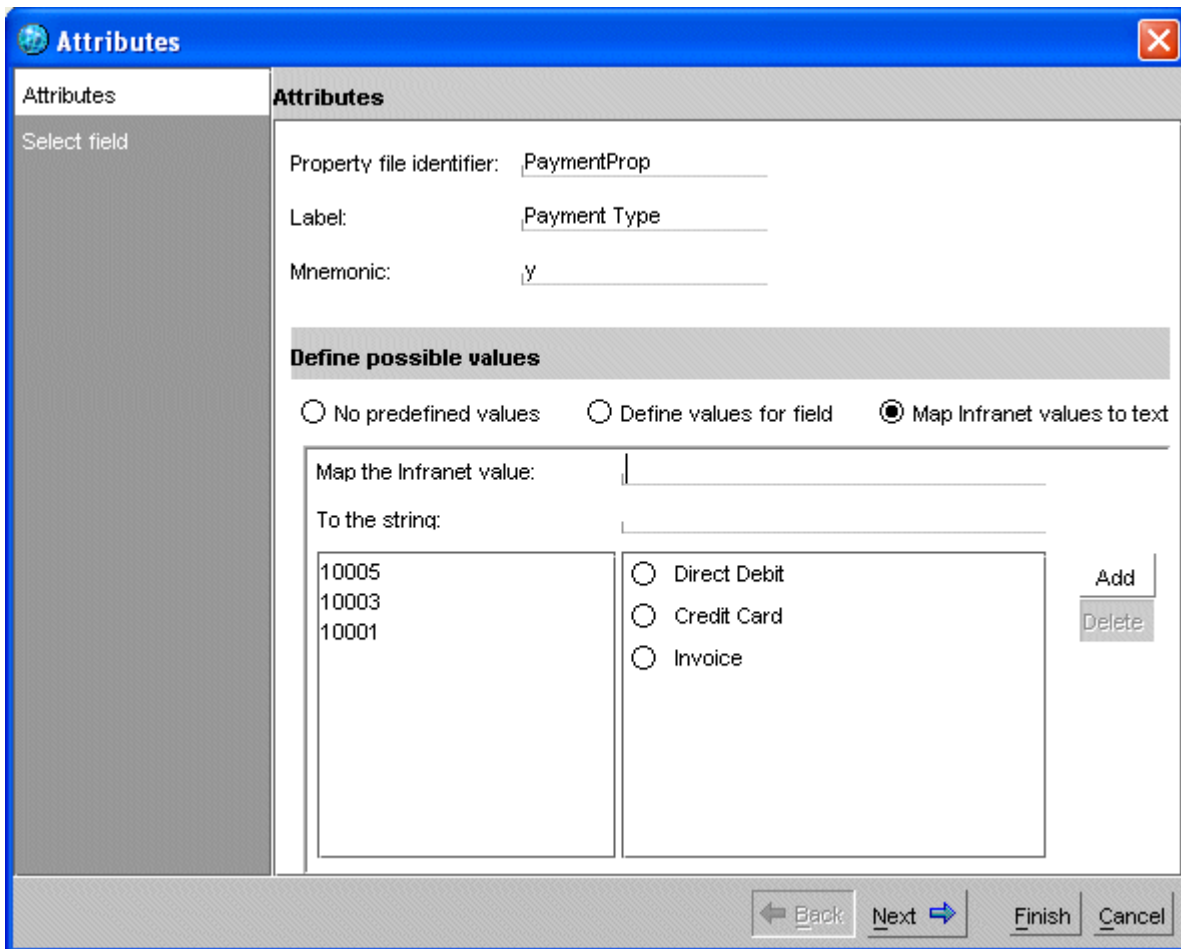 Attributes
Attributes
Select field
Attributes
Property file identifier: PaymentProp
Label: Payment Type
Mnemonic: y
Define possible values
No predefined values Define values for field Map Infranet values to text
Map the Infranet value:
To the string:
10005
10003
10001
Direct Debit
Credit Card
Invoice
Add
Delete
Back Next Finish Cancel